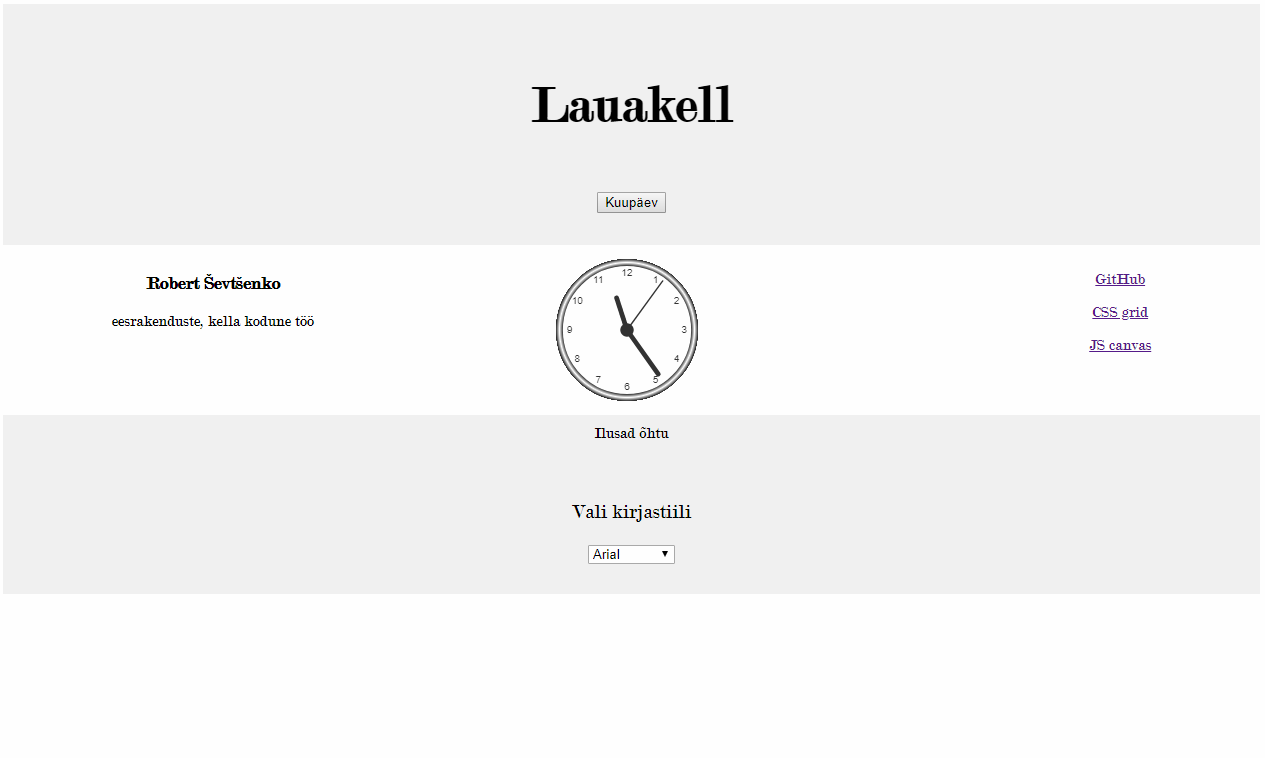 Lauakell
Kuupäev
Robert Ševtšenko
eesrakenduste, kella kodune töö
12
1
2
3
4
5
6
7
8
9
10
11
GitHub
CSS grid
JS canvas
Ilusad õhtu
Vali kirjastiili
Arial